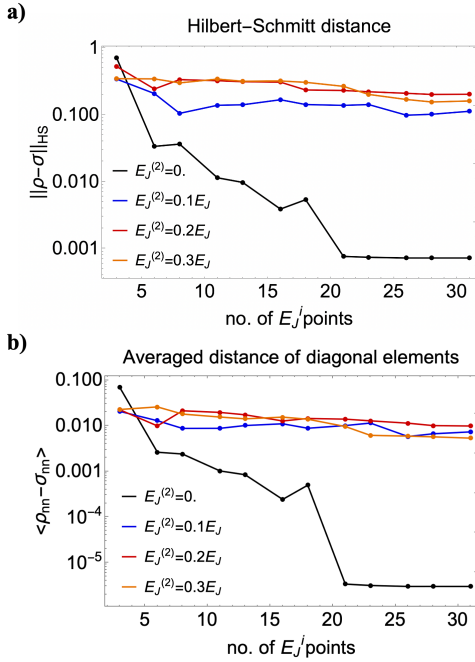 a)
Hilbert–Schmitt distance
||ρ–σ||HS
1
0.100
0.010
0.001
EJ(2)=0.
EJ(2)=0.1EJ
EJ(2)=0.2EJ
EJ(2)=0.3EJ
5 10 15 20 25 30
no. of EJi points
b)
Averaged distance of diagonal elements
<ρnn–σnn>
0.100
0.010
0.001
10-4
10-5
EJ(2)=0.
EJ(2)=0.1EJ
EJ(2)=0.2EJ
EJ(2)=0.3EJ
5 10 15 20 25 30
no. of EJi points